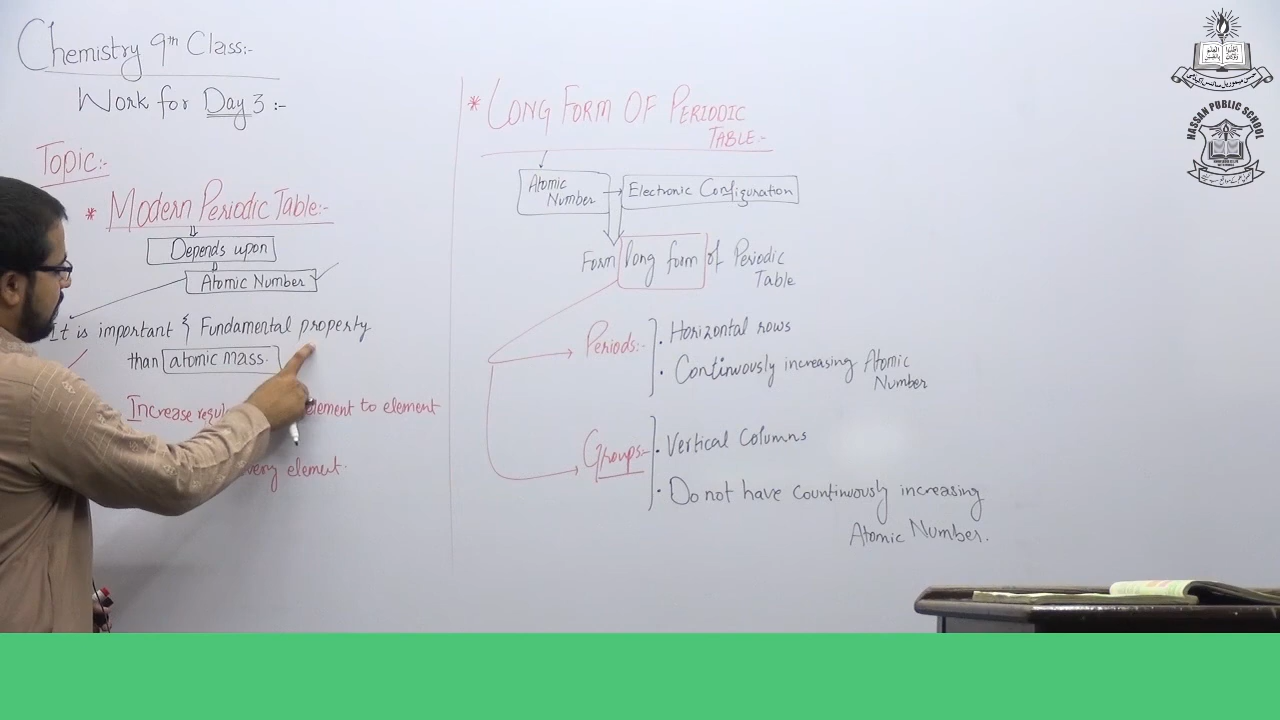 Chemistry 9th Class:-
Work for Day 3:-
Topic:-
* Modern Periodic Table:-
Depends upon
Atomic Number
It is important & Fundamental property
than atomic mass.
Increase element to element
element.
* Long Form Of Periodic
Table:-
Atomic
Number
Electronic Configuration
Form long form of Periodic
Table
Periods:-
· Horizontal rows
· Continuously increasing Atomic
Number
Groups:-
· Vertical Columns
· Do not have countinuously increasing
Atomic Number.
HASSAN PUBLIC SCHOOL